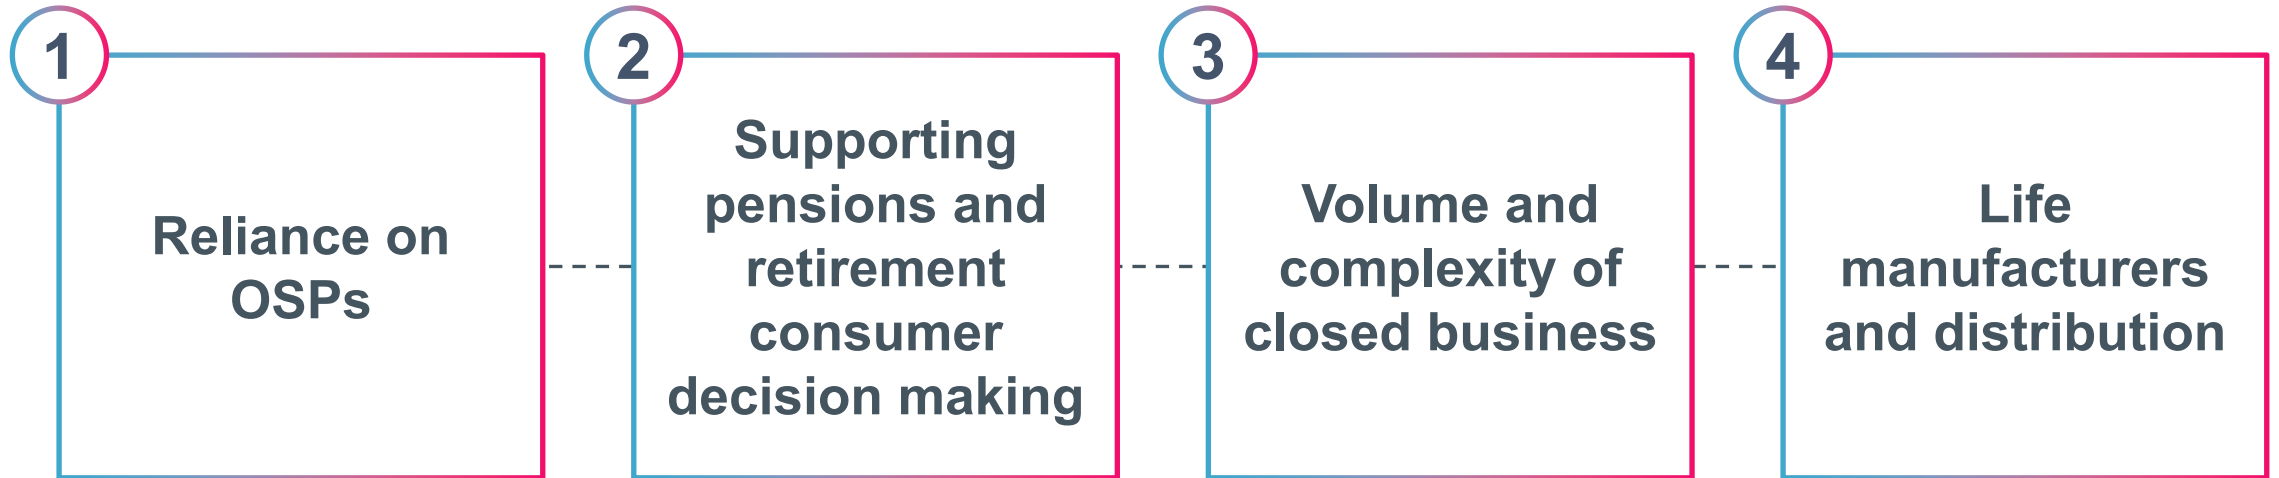 1
Reliance on
OSPs
2
Supporting
pensions and
retirement
consumer
decision making
3
Volume and
complexity of
closed business
4
Life
manufacturers
and distribution